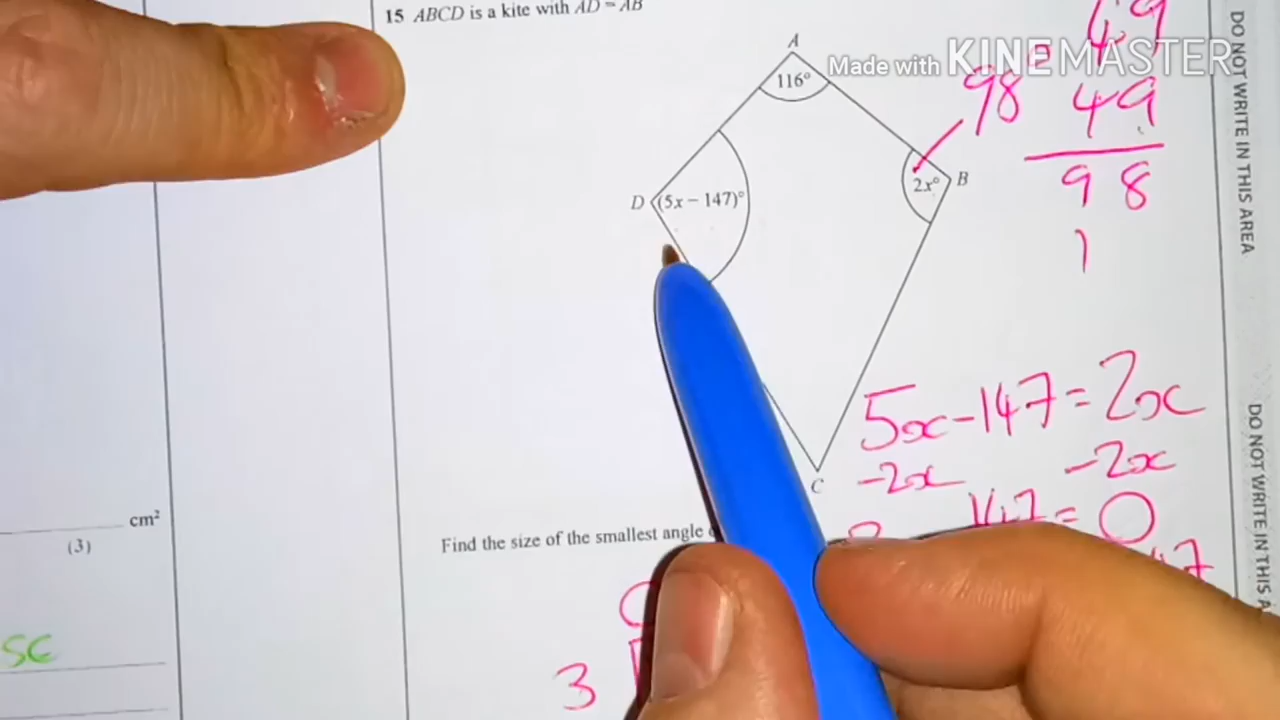 15 ABCD is a kite with AD = AB
A
Made with KINEMASTER
116°
49
98°
49
98
1
D
(5x − 147)°
2x°
B
5x - 147 = 2x
-2x -2x
147 = 0
C
Find the size of the smallest angle
cm²
(3)
3
DO NOT WRITE IN THIS AREA
DO NOT WRITE IN THIS